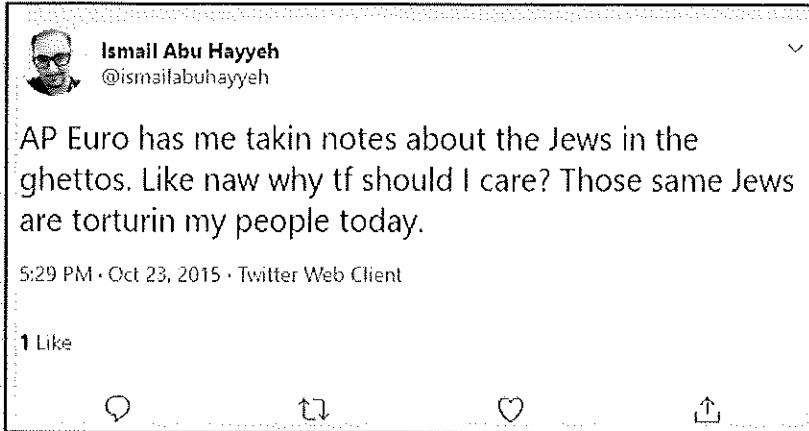 Ismail Abu Hayyeh
@ismailabuhayyeh
AP Euro has me takin notes about the Jews in the
ghettos. Like naw why tf should I care? Those same Jews
are torturin my people today.
5:29 PM · Oct 23, 2015 · Twitter Web Client
1 Like